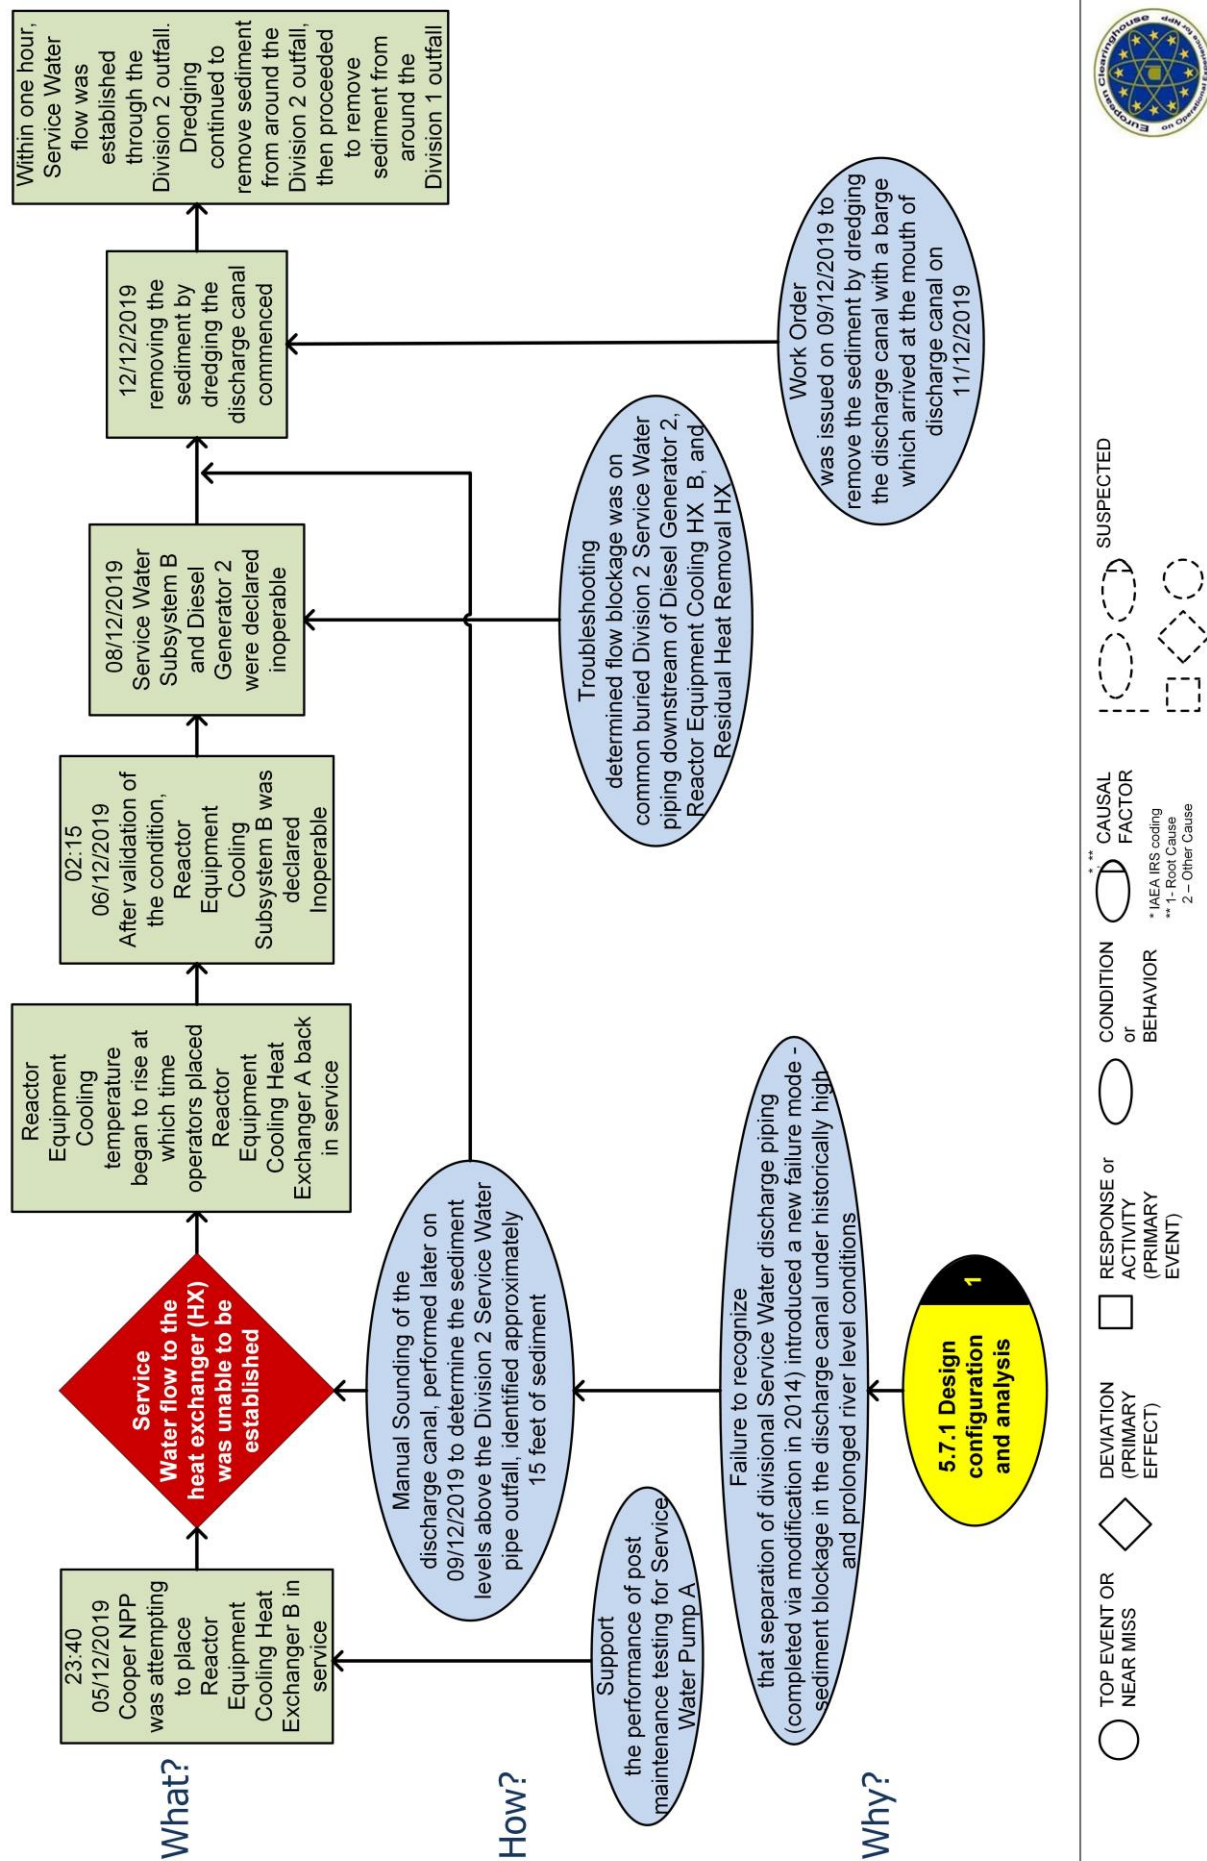 What?
23:40
05/12/2019
Cooper NPP
was attempting
to place
Reactor
Equipment
Cooling Heat
Exchanger B in
service
Service
Water flow to the
heat exchanger (HX)
was unable to be
established
Reactor
Equipment
Cooling
temperature
began to rise at
which time
operators placed
Reactor
Equipment
Cooling Heat
Exchanger A back
in service
02:15
06/12/2019
After validation of
the condition,
Reactor
Equipment
Cooling
Subsystem B was
declared
Inoperable
08/12/2019
Service Water
Subsystem B
and Diesel
Generator 2
were declared
inoperable
12/12/2019
removing the
sediment by
dredging the
discharge canal
commenced
Within one hour,
Service Water
flow was
established
through the
Division 2 outfall.
Dredging
continued to
remove sediment
from around the
Division 2 outfall,
then proceeded
to remove
sediment from
around the
Division 1 outfall
How?
Support
the performance of post
maintenance testing for Service
Water Pump A
Manual Sounding of the
discharge canal, performed later on
09/12/2019 to determine the sediment
levels above the Division 2 Service Water
pipe outfall, identified approximately
15 feet of sediment
Troubleshooting
determined flow blockage was on
common buried Division 2 Service Water
piping downstream of Diesel Generator 2,
Reactor Equipment Cooling HX B, and
Residual Heat Removal HX
Work Order
was issued on 09/12/2019 to
remove the sediment by dredging
the discharge canal with a barge
which arrived at the mouth of
discharge canal on
11/12/2019
Why?
Failure to recognize
that separation of divisional Service Water discharge piping
(completed via modification in 2014) introduced a new failure mode -
sediment blockage in the discharge canal under historically high
and prolonged river level conditions
5.7.1 Design
configuration
and analysis
1
TOP EVENT OR
NEAR MISS
DEVIATION
(PRIMARY
EFFECT)
RESPONSE or
ACTIVITY
(PRIMARY
EVENT)
CONDITION
or
BEHAVIOR
* **
CAUSAL
FACTOR
* IAEA IRS coding
** 1- Root Cause
2 – Other Cause
SUSPECTED
European Clearinghouse
on Operational Experience for NPP